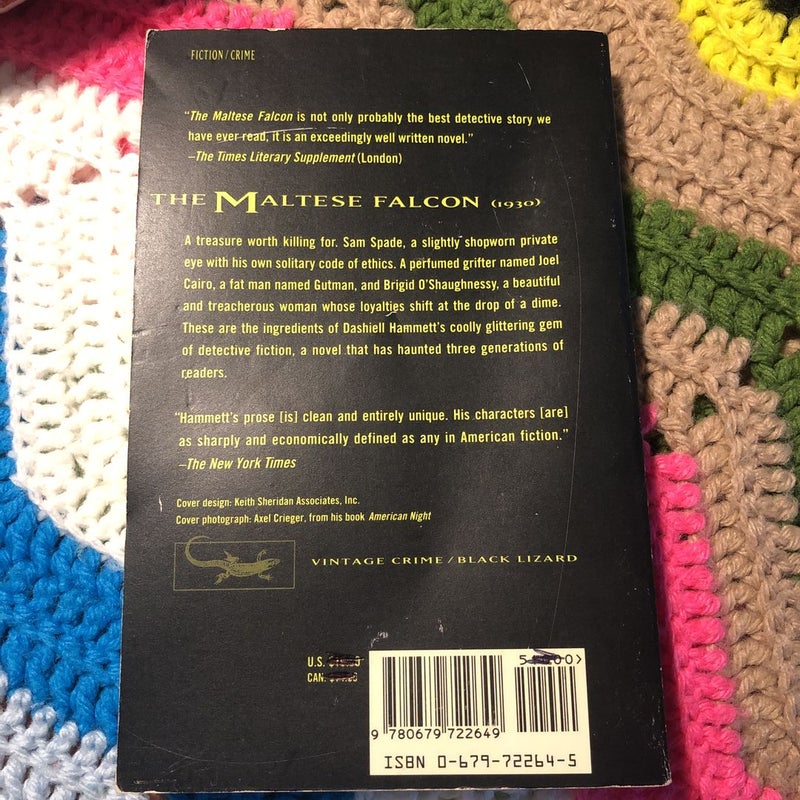 FICTION/CRIME
"The Maltese Falcon is not only probably the best detective story we
have ever read, it is an exceedingly well written novel."
–The Times Literary Supplement (London)
THE MALTESE FALCON (1930)
A treasure worth killing for. Sam Spade, a slightly shopworn private
eye with his own solitary code of ethics. A perfumed grifter named Joel
Cairo, a fat man named Gutman, and Brigid O'Shaughnessy, a beautiful
and treacherous woman whose loyalties shift at the drop of a dime.
These are the ingredients of Dashiell Hammett's coolly glittering gem
of detective fiction, a novel that has haunted three generations of
readers.
"Hammett's prose [is] clean and entirely unique. His characters [are]
as sharply and economically defined as any in American fiction."
–The New York Times
Cover design: Keith Sheridan Associates, Inc.
Cover photograph: Axel Crieger, from his book American Night
VINTAGE CRIME/BLACK LIZARD
U.S.
CAN.
9 780679 722649
ISBN 0-679-72264-5